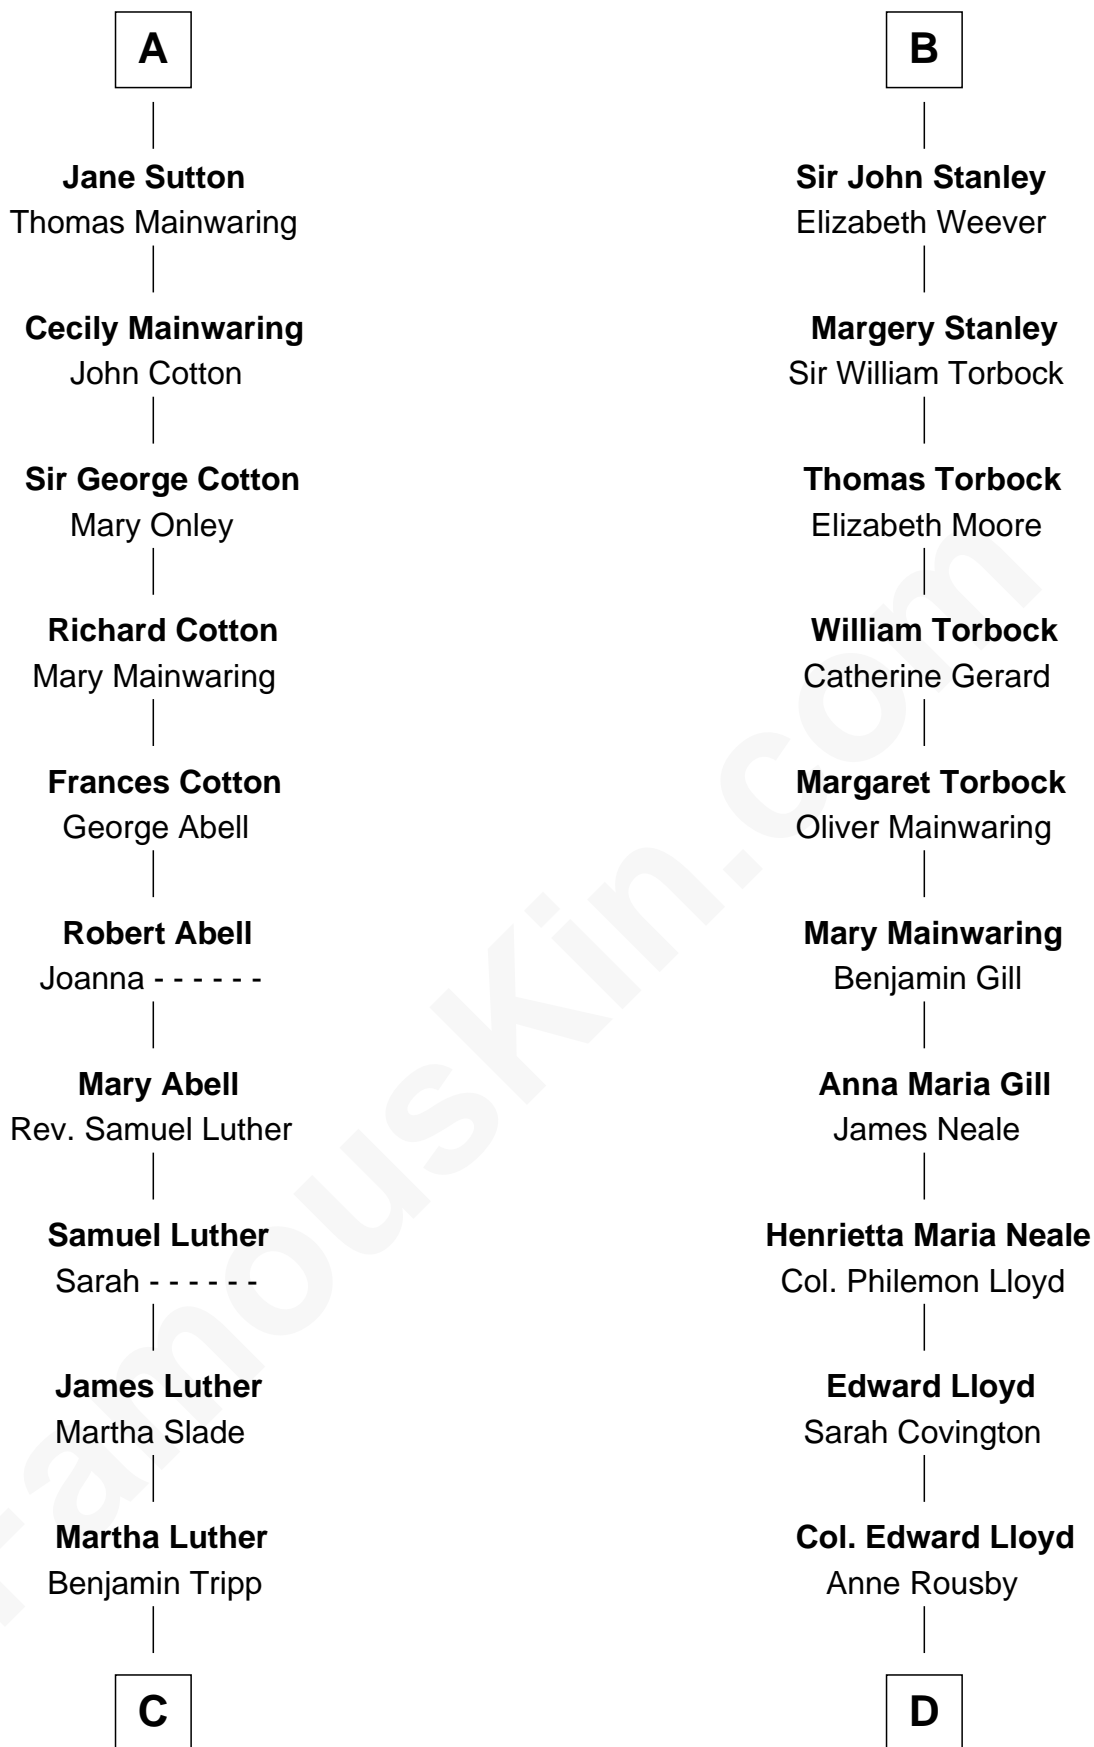 A
Jane Sutton
Thomas Mainwaring
Cecily Mainwaring
John Cotton
Sir George Cotton
Mary Onley
Richard Cotton
Mary Mainwaring
Frances Cotton
George Abell
Robert Abell
Joanna - - - - - -
Mary Abell
Rev. Samuel Luther
Samuel Luther
Sarah - - - - - -
James Luther
Martha Slade
Martha Luther
Benjamin Tripp
C
B
Sir John Stanley
Elizabeth Weever
Margery Stanley
Sir William Torbock
Thomas Torbock
Elizabeth Moore
William Torbock
Catherine Gerard
Margaret Torbock
Oliver Mainwaring
Mary Mainwaring
Benjamin Gill
Anna Maria Gill
James Neale
Henrietta Maria Neale
Col. Philemon Lloyd
Edward Lloyd
Sarah Covington
Col. Edward Lloyd
Anne Rousby
D
FamousKin.com